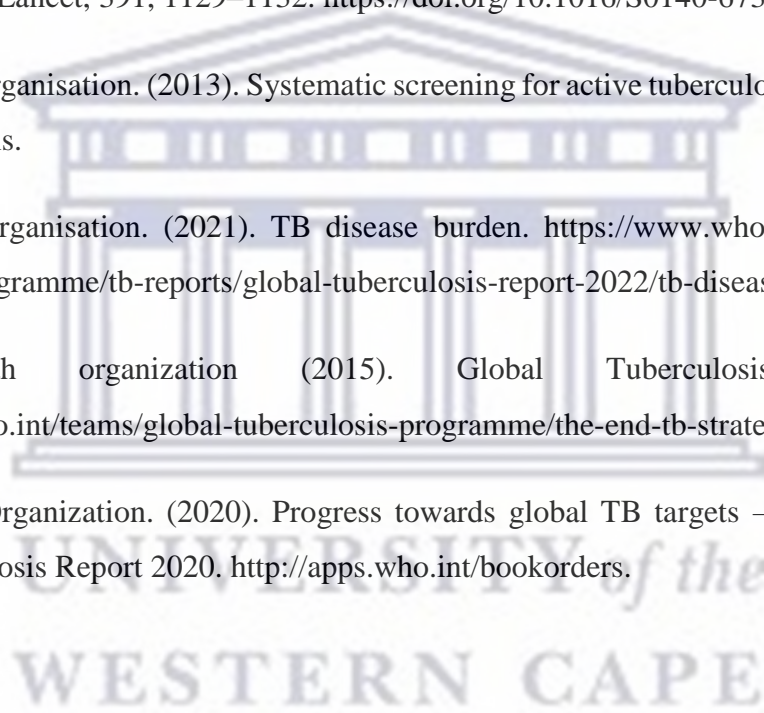 Lancet, 391, 1129–1132. https://doi.org/10.1016/S0140-673
rganisation. (2013). Systematic screening for active tuberculo
s.
rganisation. (2021). TB disease burden. https://www.who
gramme/tb-reports/global-tuberculosis-report-2022/tb-diseas
h organization (2015). Global Tuberculosis
o.int/teams/global-tuberculosis-programme/the-end-tb-strate
Organization. (2020). Progress towards global TB targets –
osis Report 2020. http://apps.who.int/bookorders.
UNIVERSITY of the
WESTERN CAPE